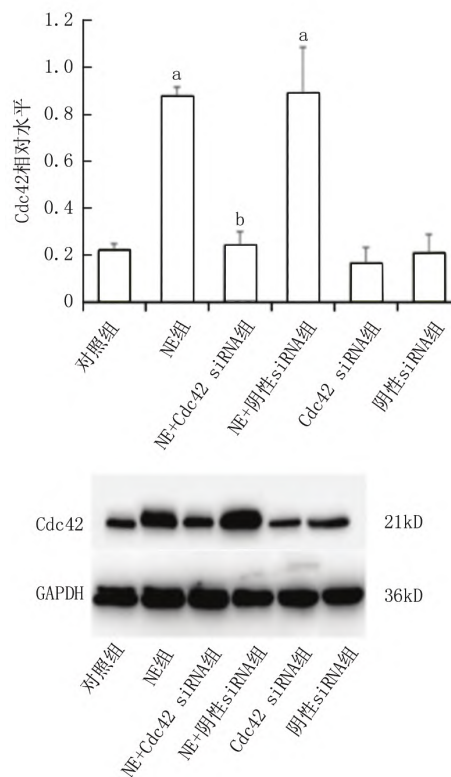 Cdc42相对水平
1.2
1.0
0.8
0.6
0.4
0.2
0
a
a
b
对照组
NE组
NE+Cdc42 siRNA组
NE+阴性siRNA组
Cdc42 siRNA组
阴性siRNA组
Cdc42
21kD
GAPDH
36kD
对照组
NE组
NE+Cdc42 siRNA组
NE+阴性siRNA组
Cdc42 siRNA组
阴性siRNA组